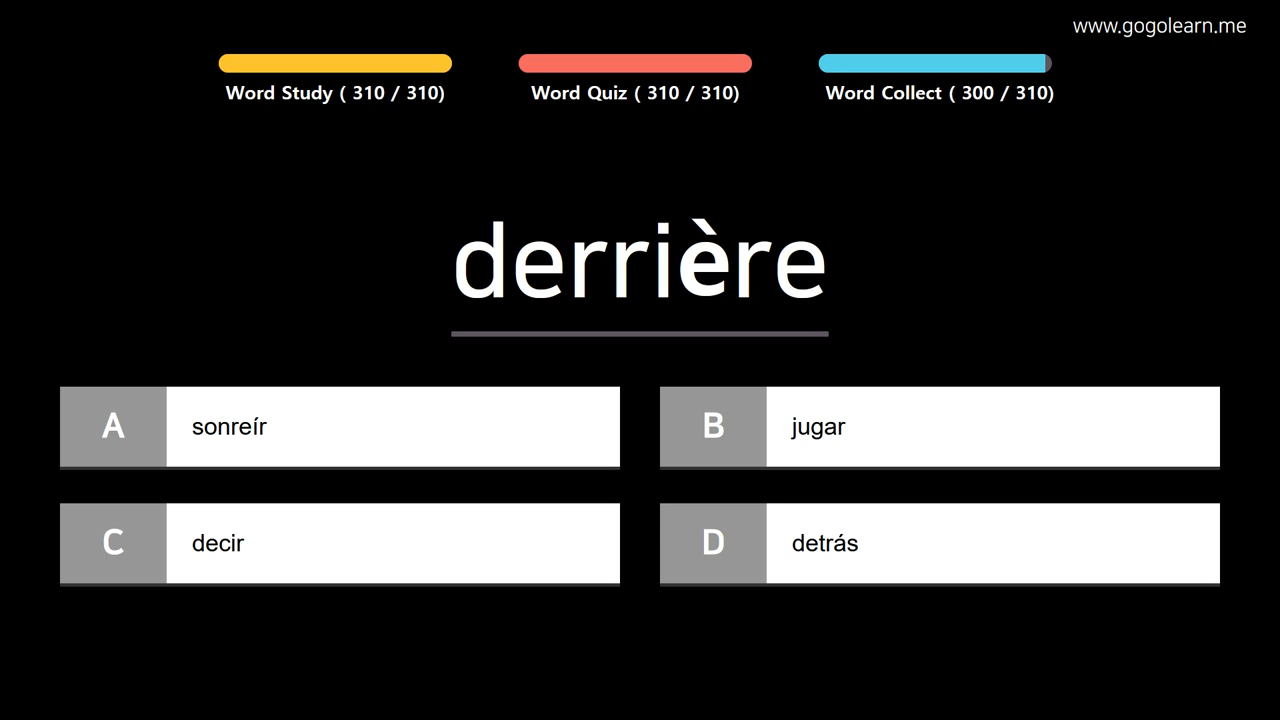 www.gogolearn.me
Word Study ( 310 / 310)
Word Quiz ( 310 / 310)
Word Collect ( 300 / 310)
derrière
A sonreír
B jugar
C decir
D detrás